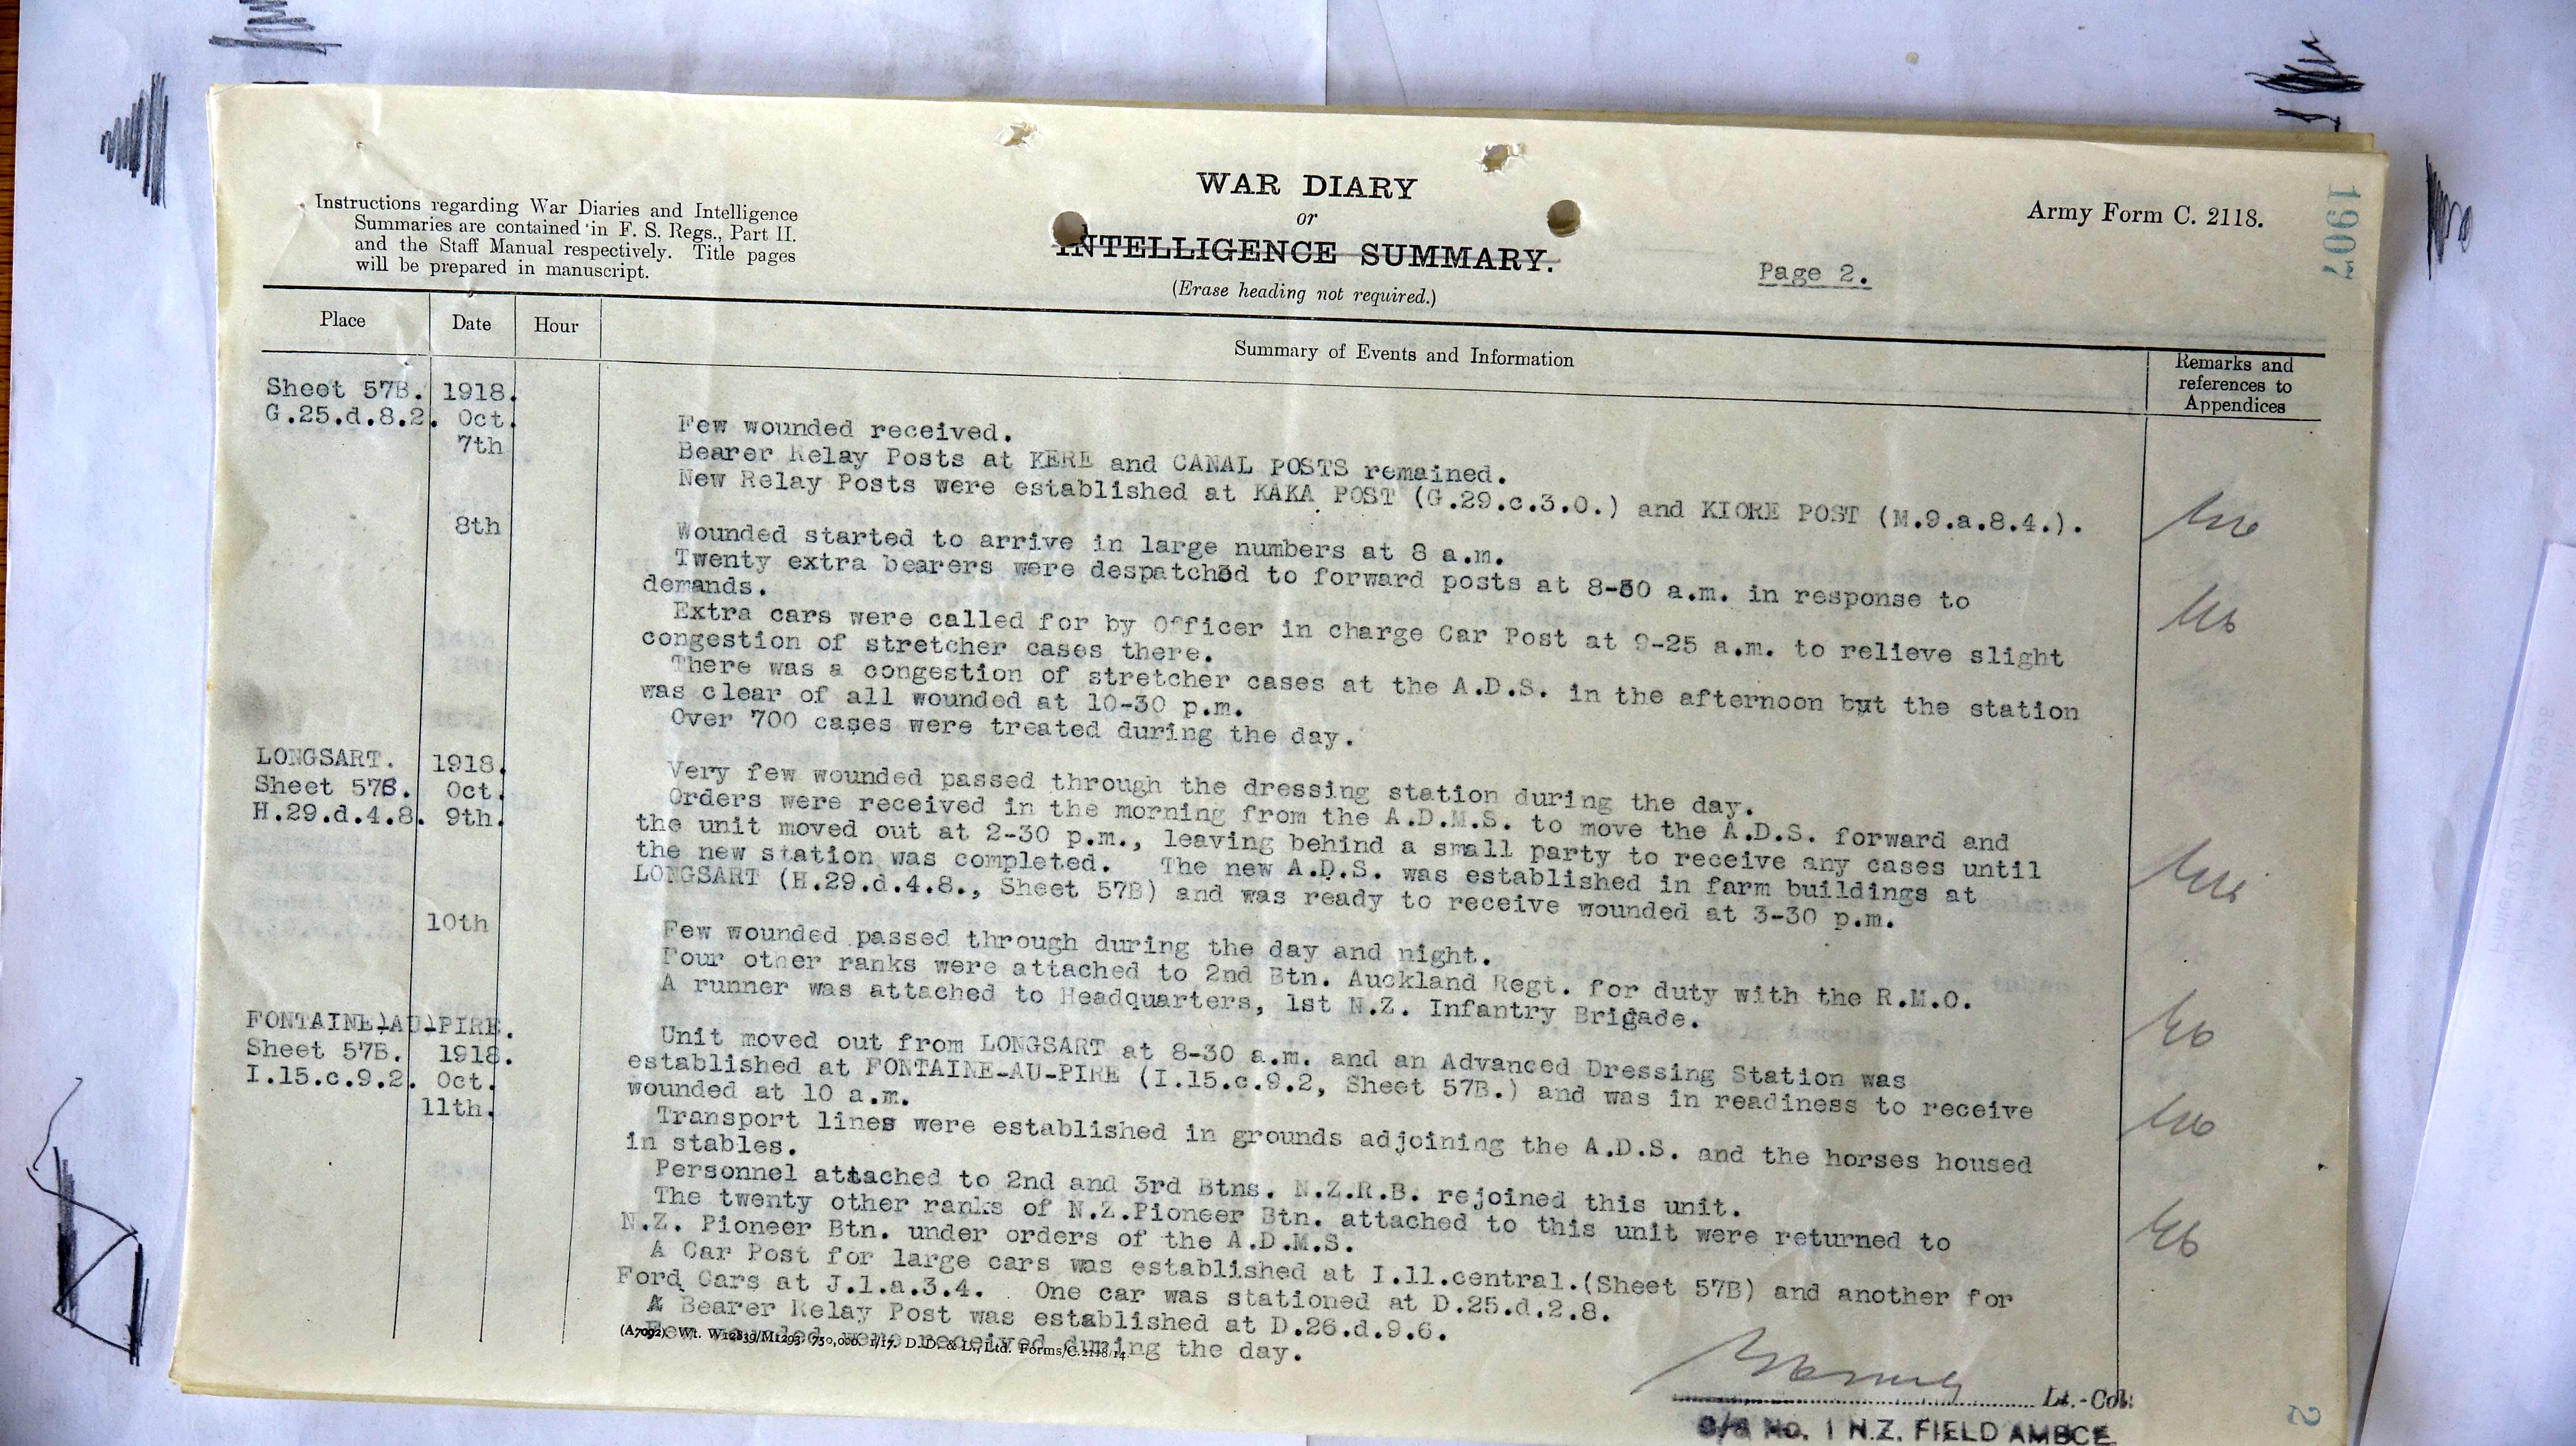 Instructions regarding War Diaries and Intelligence
Summaries are contained in F. S. Regs., Part II.
and the Staff Manual respectively. Title pages
will be prepared in manuscript.
WAR DIARY
or
INTELLIGENCE SUMMARY.
(Erase heading not required.)
Page 2.
Army Form C. 2118.
1907
Place
Date
Hour
Summary of Events and Information
Remarks and
references to
Appendices
Sheet 57B. 1918.
G.25.d.8.2. Oct.
7th
Few wounded received.
Bearer Relay Posts at KERE and CANAL POSTS remained.
New Relay Posts were established at KAKA POST (G.29.c.3.0.) and KIORE POST (M.9.a.8.4.).
8th
Wounded started to arrive in large numbers at 8 a.m.
Twenty extra bearers were despatched to forward posts at 8-30 a.m. in response to
demands.
Extra cars were called for by Officer in charge Car Post at 9-25 a.m. to relieve slight
congestion of stretcher cases there.
There was a congestion of stretcher cases at the A.D.S. in the afternoon but the station
was clear of all wounded at 10-30 p.m.
Over 700 cases were treated during the day.
LONGSART. 1918.
Sheet 57B. Oct.
H.29.d.4.8. 9th.
Very few wounded passed through the dressing station during the day.
Orders were received in the morning from the A.D.M.S. to move the A.D.S. forward and
the unit moved out at 2-30 p.m., leaving behind a small party to receive any cases until
the new station was completed. The new A.D.S. was established in farm buildings at
LONGSART (H.29.d.4.8., Sheet 57B) and was ready to receive wounded at 3-30 p.m.
10th
Few wounded passed through during the day and night.
Four other ranks were attached to 2nd Btn. Auckland Regt. for duty with the R.M.O.
A runner was attached to Headquarters, 1st N.Z. Infantry Brigade.
FONTAINE-AU-PIRE.
Sheet 57B. 1918.
I.15.c.9.2. Oct.
11th.
Unit moved out from LONGSART at 8-30 a.m. and an Advanced Dressing Station was
established at FONTAINE-AU-PIRE (I.15.c.9.2, Sheet 57B.) and was in readiness to receive
wounded at 10 a.m.
Transport lines were established in grounds adjoining the A.D.S. and the horses housed
in stables.
Personnel attached to 2nd and 3rd Btns. N.Z.R.B. rejoined this unit.
The twenty other ranks of N.Z.Pioneer Btn. attached to this unit were returned to
N.Z. Pioneer Btn. under orders of the A.D.M.S.
A Car Post for large cars was established at I.11.central.(Sheet 57B) and another for
Ford Cars at J.1.a.3.4. One car was stationed at D.25.d.2.8.
A Bearer Relay Post was established at D.26.d.9.6.
Few wounded were received during the day.
(A7092). Wt. W12839/M1293. 750,000. 1/17. D. D. & L., Ltd. Forms/C.2118/14.
Lt.-Col:
No. 1 N.Z. FIELD AMBCE
2